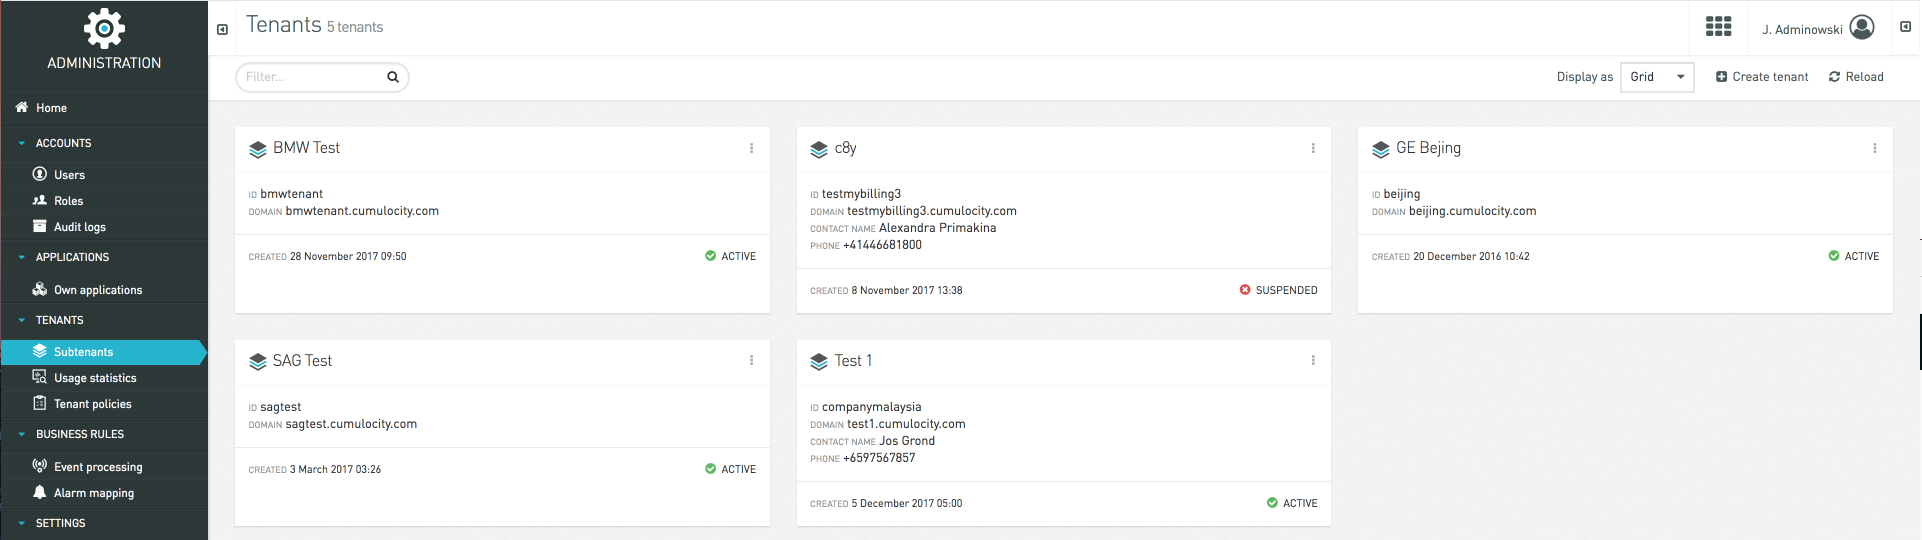 ADMINISTRATION
Home
ACCOUNTS
Users
Roles
Audit logs
APPLICATIONS
Own applications
TENANTS
Subtenants
Usage statistics
Tenant policies
BUSINESS RULES
Event processing
Alarm mapping
SETTINGS
Tenants 5 tenants
J. Adminowski
Filter...
Display as Grid Create tenant Reload
BMW Test
ID bmwtenant
DOMAIN bmwtenant.cumulocity.com
CREATED 28 November 2017 09:50 ACTIVE
c8y
ID testmybilling3
DOMAIN testmybilling3.cumulocity.com
CONTACT NAME Alexandra Primakina
PHONE +41446681800
CREATED 8 November 2017 13:38 SUSPENDED
GE Bejing
ID beijing
DOMAIN beijing.cumulocity.com
CREATED 20 December 2016 10:42 ACTIVE
SAG Test
ID sagtest
DOMAIN sagtest.cumulocity.com
CREATED 3 March 2017 03:26 ACTIVE
Test 1
ID companymalaysia
DOMAIN test1.cumulocity.com
CONTACT NAME Jos Grond
PHONE +6597567857
CREATED 5 December 2017 05:00 ACTIVE